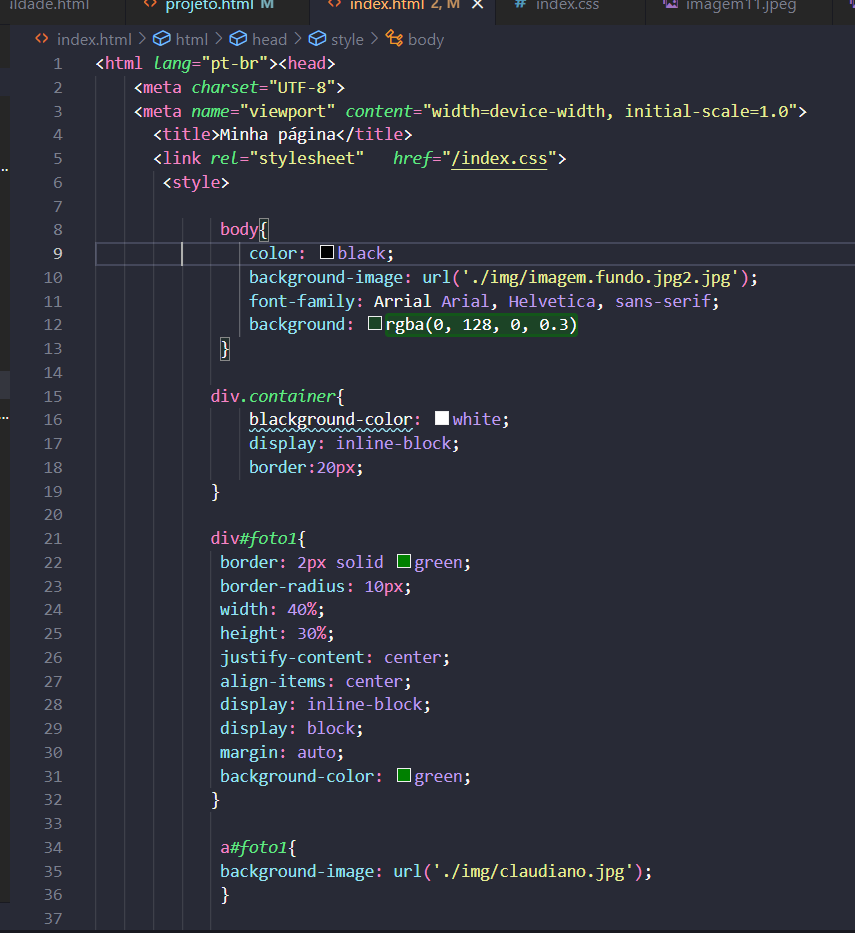 ildade.html projeto.html M index.html 2, M index.css imagem11.jpeg
index.html > html > head > style > body
1 <html lang="pt-br"><head>
2 <meta charset="UTF-8">
3 <meta name="viewport" content="width=device-width, initial-scale=1.0">
4 <title>Minha página</title>
5 <link rel="stylesheet" href="/index.css">
6 <style>
7
8 body{
9 color: black;
10 background-image: url('./img/imagem.fundo.jpg2.jpg');
11 font-family: Arrial Arial, Helvetica, sans-serif;
12 background: rgba(0, 128, 0, 0.3)
13 }
14
15 div.container{
16 blackground-color: white;
17 display: inline-block;
18 border:20px;
19 }
20
21 div#foto1{
22 border: 2px solid green;
23 border-radius: 10px;
24 width: 40%;
25 height: 30%;
26 justify-content: center;
27 align-items: center;
28 display: inline-block;
29 display: block;
30 margin: auto;
31 background-color: green;
32 }
33
34 a#foto1{
35 background-image: url('./img/claudiano.jpg');
36 }
37